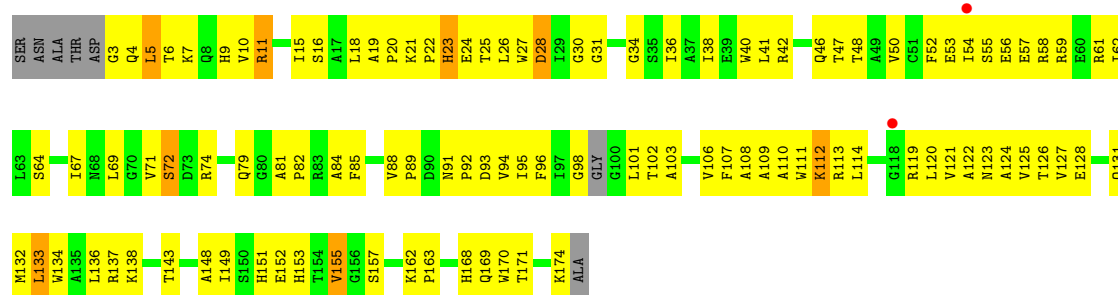 SER ASN ALA THR ASP G3 Q4 L5 T6 K7 Q8 H9 V10 R11 I15 S16 A17 L18 A19 P20 K21 P22 H23 E24 T25 L26 W27 D28 I29 G30 G31 G34 S35 I36 A37 I38 E39 W40 L41 R42 Q46 T47 T48 A49 V50 C51 F52 E53 I54 S55 E56 E57 R58 R59 E60 R61 I62
L63 S64 I67 N68 L69 G70 V71 S72 D73 R74 Q79 G80 A81 P82 R83 A84 F85 V88 P89 D90 N91 P92 D93 V94 I95 F96 I97 G98 GLY G100 L101 T102 A103 V106 F107 A108 A109 A110 W111 K112 R113 L114 G118 R119 L120 V121 A122 N123 A124 V125 T126 V127 E128 Q131
M132 L133 W134 A135 L136 R137 K138 T143 A148 I149 S150 H151 E152 H153 T154 V155 G156 S157 K162 P163 H168 Q169 W170 T171 K174 ALA